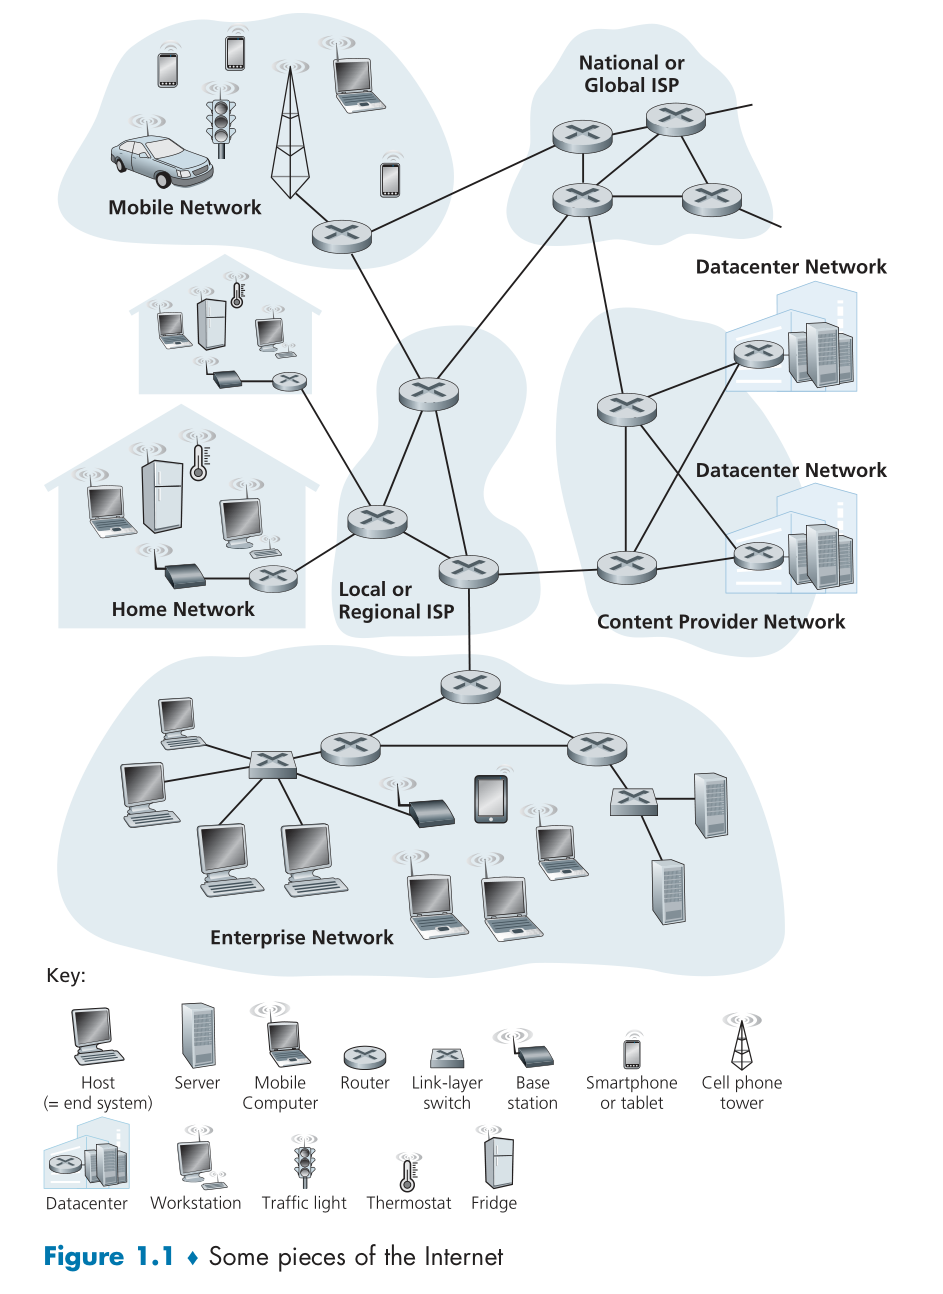 National or
Global ISP
Mobile Network
Datacenter Network
Datacenter Network
Local or
Regional ISP
Home Network
Content Provider Network
Enterprise Network
Key:
Host
(= end system)
Server
Mobile
Computer
Router
Link-layer
switch
Base
station
Smartphone
or tablet
Cell phone
tower
Datacenter
Workstation
Traffic light
Thermostat
Fridge
Figure 1.1 ♦ Some pieces of the Internet